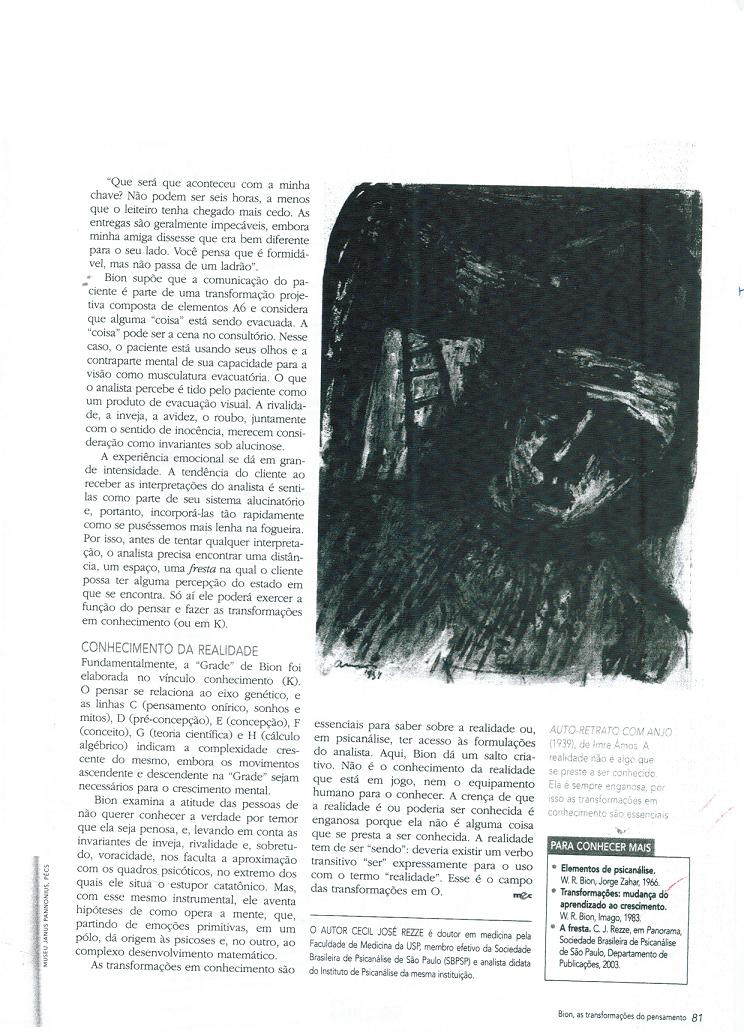 “Que será que aconteceu com a minha
chave? Não podem ser seis horas, a menos
que o leiteiro tenha chegado mais cedo. As
entregas são geralmente impecáveis, embora
minha amiga dissesse que era bem diferente
para o seu lado. Você pensa que é formidá-
vel, mas não passa de um ladrão”.
Bion supõe que a comunicação do pa-
ciente é parte de uma transformação proje-
tiva composta de elementos A6 e considera
que alguma “coisa” está sendo evacuada. A
“coisa” pode ser a cena no consultório. Nesse
caso, o paciente está usando seus olhos e a
contraparte mental de sua capacidade para a
visão como musculatura evacuatória. O que
o analista percebe é tido pelo paciente como
um produto de evacuação visual. A rivalida-
de, a inveja, a avidez, o roubo, juntamente
com o sentido de inocência, merecem consi-
deração como invariantes sob alucinose.
A experiência emocional se dá em gran-
de intensidade. A tendência do cliente ao
receber as interpretações do analista é senti-
las como parte de seu sistema alucinatório
e, portanto, incorporá-las tão rapidamente
como se puséssemos mais lenha na fogueira.
Por isso, antes de tentar qualquer interpreta-
ção, o analista precisa encontrar uma distân-
cia, um espaço, uma fresta na qual o cliente
possa ter alguma percepção do estado em
que se encontra. Só aí ele poderá exercer a
função do pensar e fazer as transformações
em conhecimento (ou em K).
CONHECIMENTO DA REALIDADE
Fundamentalmente, a “Grade” de Bion foi
elaborada no vínculo conhecimento (K).
O pensar se relaciona ao eixo genético, e
as linhas C (pensamento onírico, sonhos e
mitos), D (pré-concepção), E (concepção), F
(conceito), G (teoria científica) e H (cálculo
algébrico) indicam a complexidade cres-
cente do mesmo, embora os movimentos
ascendente e descendente na “Grade” sejam
necessários para o crescimento mental.
Bion examina a atitude das pessoas de
não querer conhecer a verdade por temor
que ela seja penosa, e, levando em conta as
invariantes de inveja, rivalidade e, sobretu-
do, voracidade, nos faculta a aproximação
com os quadros psicóticos, no extremo dos
quais ele situa o estupor catatônico. Mas,
com esse mesmo instrumental, ele aventa
hipóteses de como opera a mente, que,
partindo de emoções primitivas, em um
pólo, dá origem às psicoses e, no outro, ao
complexo desenvolvimento matemático.
As transformações em conhecimento são
essenciais para saber sobre a realidade ou,
em psicanálise, ter acesso às formulações
do analista. Aqui, Bion dá um salto cria-
tivo. Não é o conhecimento da realidade
que está em jogo, nem o equipamento
humano para o conhecer. A crença de que
a realidade é ou poderia ser conhecida é
enganosa porque ela não é alguma coisa
que se presta a ser conhecida. A realidade
tem de ser “sendo”: deveria existir um verbo
transitivo “ser” expressamente para o uso
com o termo “realidade”. Esse é o campo
das transformações em O.
mec
O AUTOR CECIL JOSÉ REZZE é doutor em medicina pela
Faculdade de Medicina da USP, membro efetivo da Sociedade
Brasileira de Psicanálise de São Paulo (SBPSP) e analista didata
do Instituto de Psicanálise da mesma instituição.
AUTO-RETRATO COM ANJO
(1939), de Imre Ámos. A
realidade não é algo que
se preste a ser conhecido.
Ela é sempre enganosa, por
isso as transformações em
conhecimento são essenciais
PARA CONHECER MAIS
• Elementos de psicanálise.
W. R. Bion, Jorge Zahar, 1966.
• Transformações: mudança do
aprendizado ao crescimento.
W. R. Bion, Imago, 1983.
• A fresta. C. J. Rezze, em Panorama,
Sociedade Brasileira de Psicanálise
de São Paulo, Departamento de
Publicações, 2003.
MUSEU JANUS PANNONIUS, PÉCS
Bion, as transformações do pensamento 81